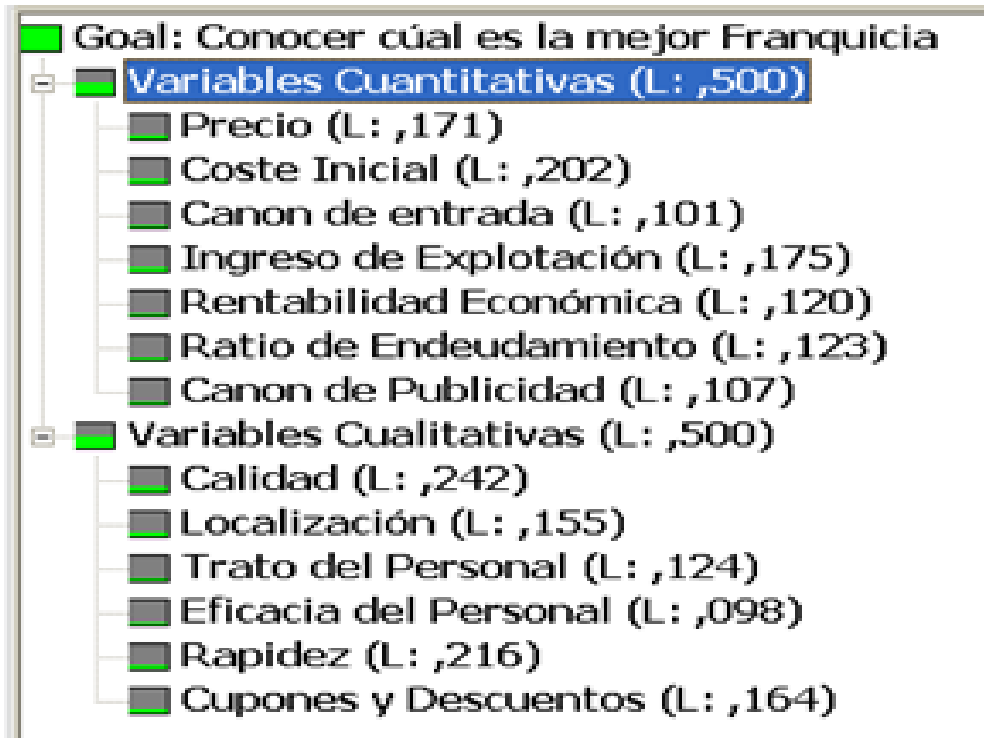 Goal: Conocer cúal es la mejor Franquicia
Variables Cuantitativas (L: ,500)
Precio (L: ,171)
Coste Inicial (L: ,202)
Canon de entrada (L: ,101)
Ingreso de Explotación (L: ,175)
Rentabilidad Económica (L: ,120)
Ratio de Endeudamiento (L: ,123)
Canon de Publicidad (L: ,107)
Variables Cualitativas (L: ,500)
Calidad (L: ,242)
Localización (L: ,155)
Trato del Personal (L: ,124)
Eficacia del Personal (L: ,098)
Rapidez (L: ,216)
Cupones y Descuentos (L: ,164)